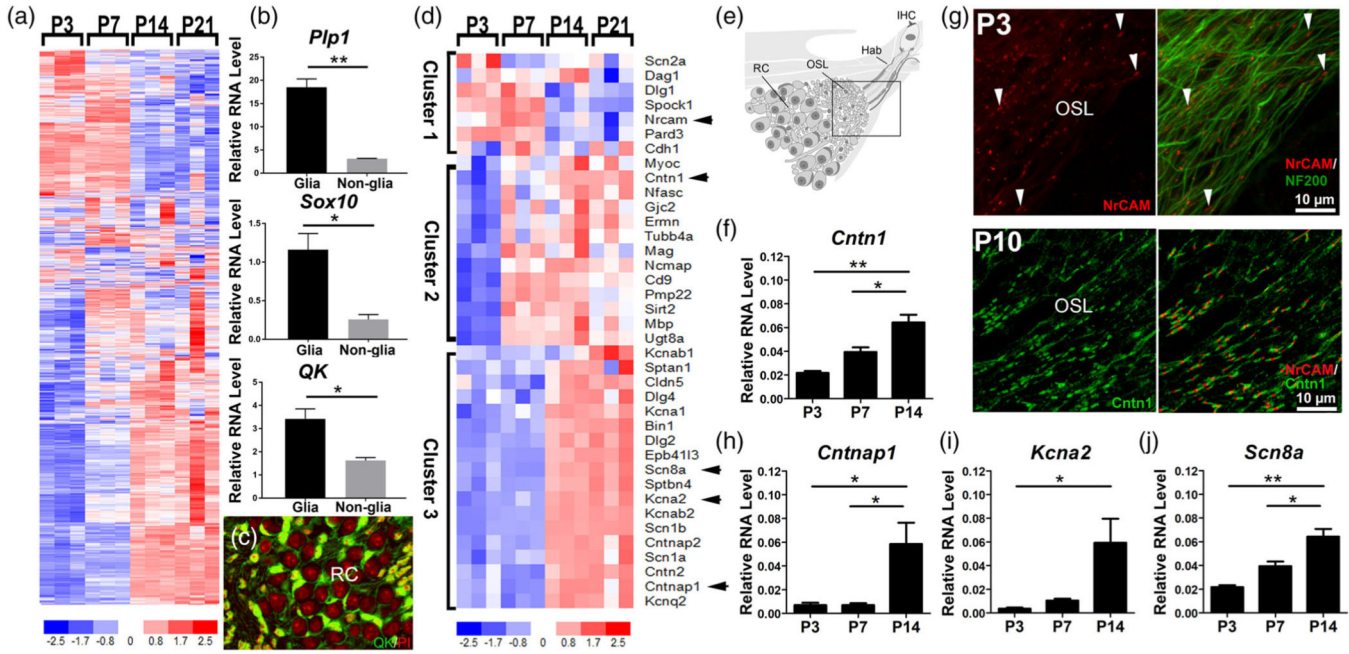 (a)
P3 P7 P14 P21
-2.5 -1.7 -0.8 0 0.8 1.7 2.5
(b)
Plp1
**
Relative RNA Level
25
20
15
10
5
0
Glia Non-glia
Sox10
*
Relative RNA Level
1.5
1.0
0.5
0.0
Glia Non-glia
QK
*
Relative RNA Level
5
4
3
2
1
0
Glia Non-glia
(c)
RC
QK/PI
(d)
P3 P7 P14 P21
Cluster 1
Cluster 2
Cluster 3
Scn2a
Dag1
Dlg1
Spock1
Nrcam
Pard3
Cdh1
Myoc
Cntn1
Nfasc
Gjc2
Ermn
Tubb4a
Mag
Ncmap
Cd9
Pmp22
Sirt2
Mbp
Ugt8a
Kcnab1
Sptan1
Cldn5
Dlg4
Kcna1
Bin1
Dlg2
Epb41l3
Scn8a
Sptbn4
Kcna2
Kcnab2
Scn1b
Cntnap2
Scn1a
Cntn2
Cntnap1
Kcnq2
-2.5 -1.7 -0.8 0 0.8 1.7 2.5
(e)
IHC
Hab
OSL
RC
(f)
Cntn1
**
*
Relative RNA Level
0.12
0.10
0.08
0.06
0.04
0.02
0.00
P3 P7 P14
(g)
P3
OSL
NrCAM
NrCAM/
NF200
10 µm
P10
OSL
Cntn1
NrCAM/
Cntn1
10 µm
(h)
Cntnap1
*
*
Relative RNA Level
0.12
0.10
0.08
0.06
0.04
0.02
0.00
P3 P7 P14
(i)
Kcna2
*
Relative RNA Level
0.12
0.10
0.08
0.06
0.04
0.02
0.00
P3 P7 P14
(j)
Scn8a
**
*
Relative RNA Level
0.12
0.10
0.08
0.06
0.04
0.02
0.00
P3 P7 P14